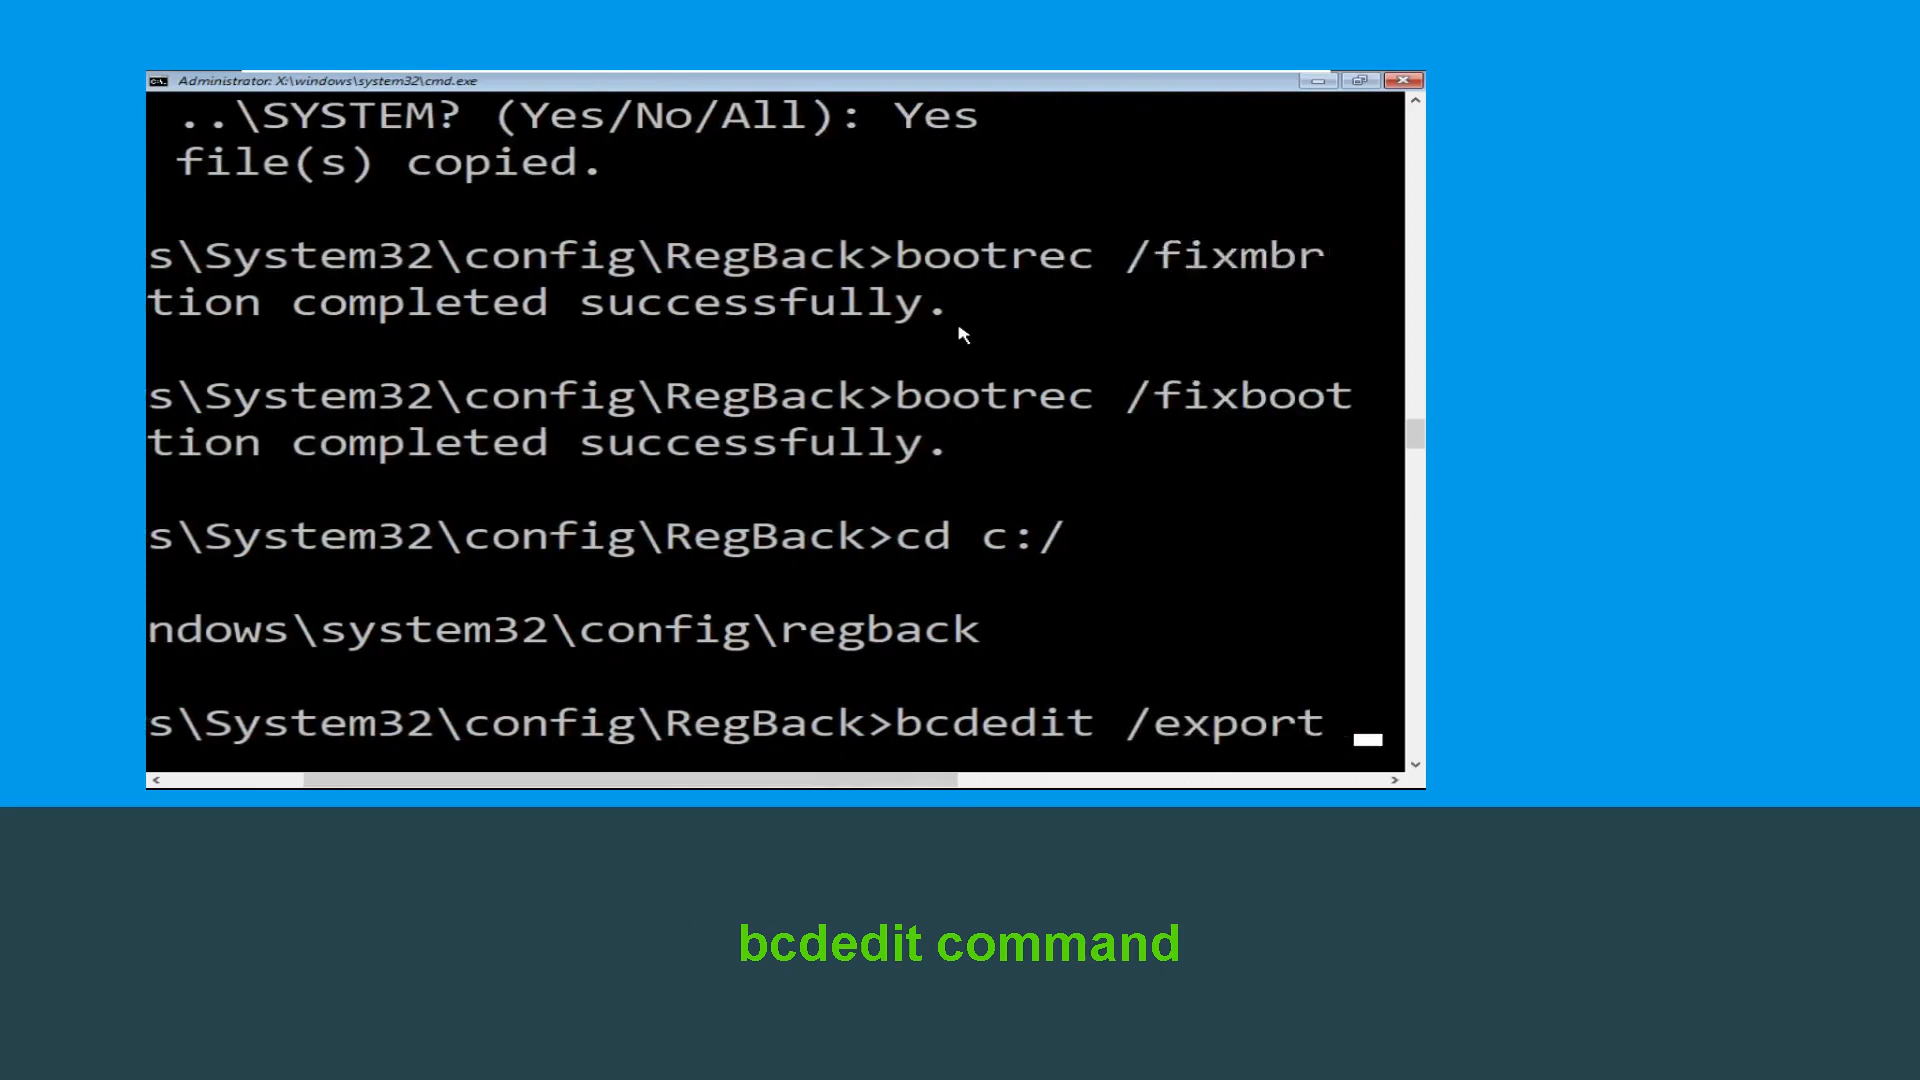 Administrator: X:\windows\system32\cmd.exe
..\SYSTEM? (Yes/No/All): Yes
file(s) copied.
s\System32\config\RegBack>bootrec /fixmbr
tion completed successfully.
s\System32\config\RegBack>bootrec /fixboot
tion completed successfully.
s\System32\config\RegBack>cd c:/
ndows\system32\config\regback
s\System32\config\RegBack>bcdedit /export
bcdedit command